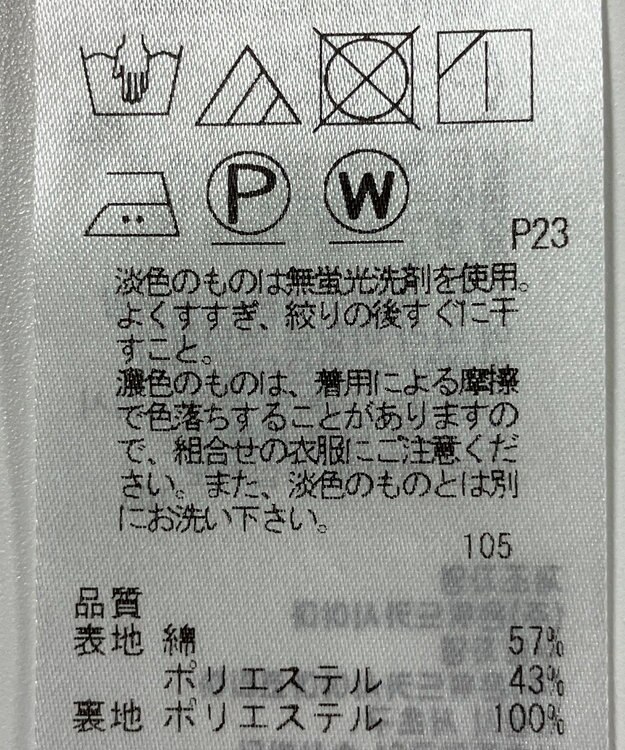 P W
P23
淡色のものは無蛍光洗剤を使用。
よくすすぎ、絞りの後すぐに干
すこと。
濃色のものは、着用による摩擦
で色落ちすることがありますの
で、組合せの衣服にご注意くだ
さい。また、淡色のものとは別
にお洗い下さい。
105
品質
表地 綿 57%
ポリエステル 43%
裏地 ポリエステル 100%